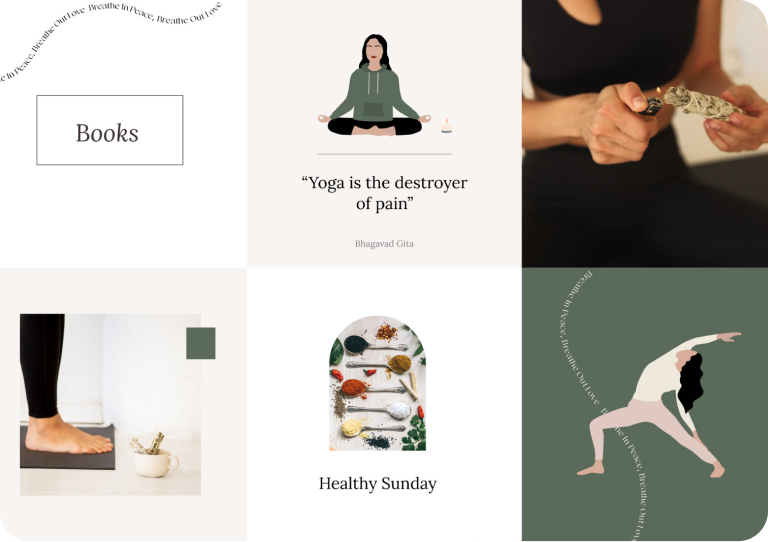 e In Peace, Breathe Out Love Breathe In Peace, Breathe Out Love
Books
“Yoga is the destroyer
of pain”
Bhagavad Gita
Healthy Sunday
Breathe In Peace, Breathe Out Love Breathe In Peace, Breathe Out Love